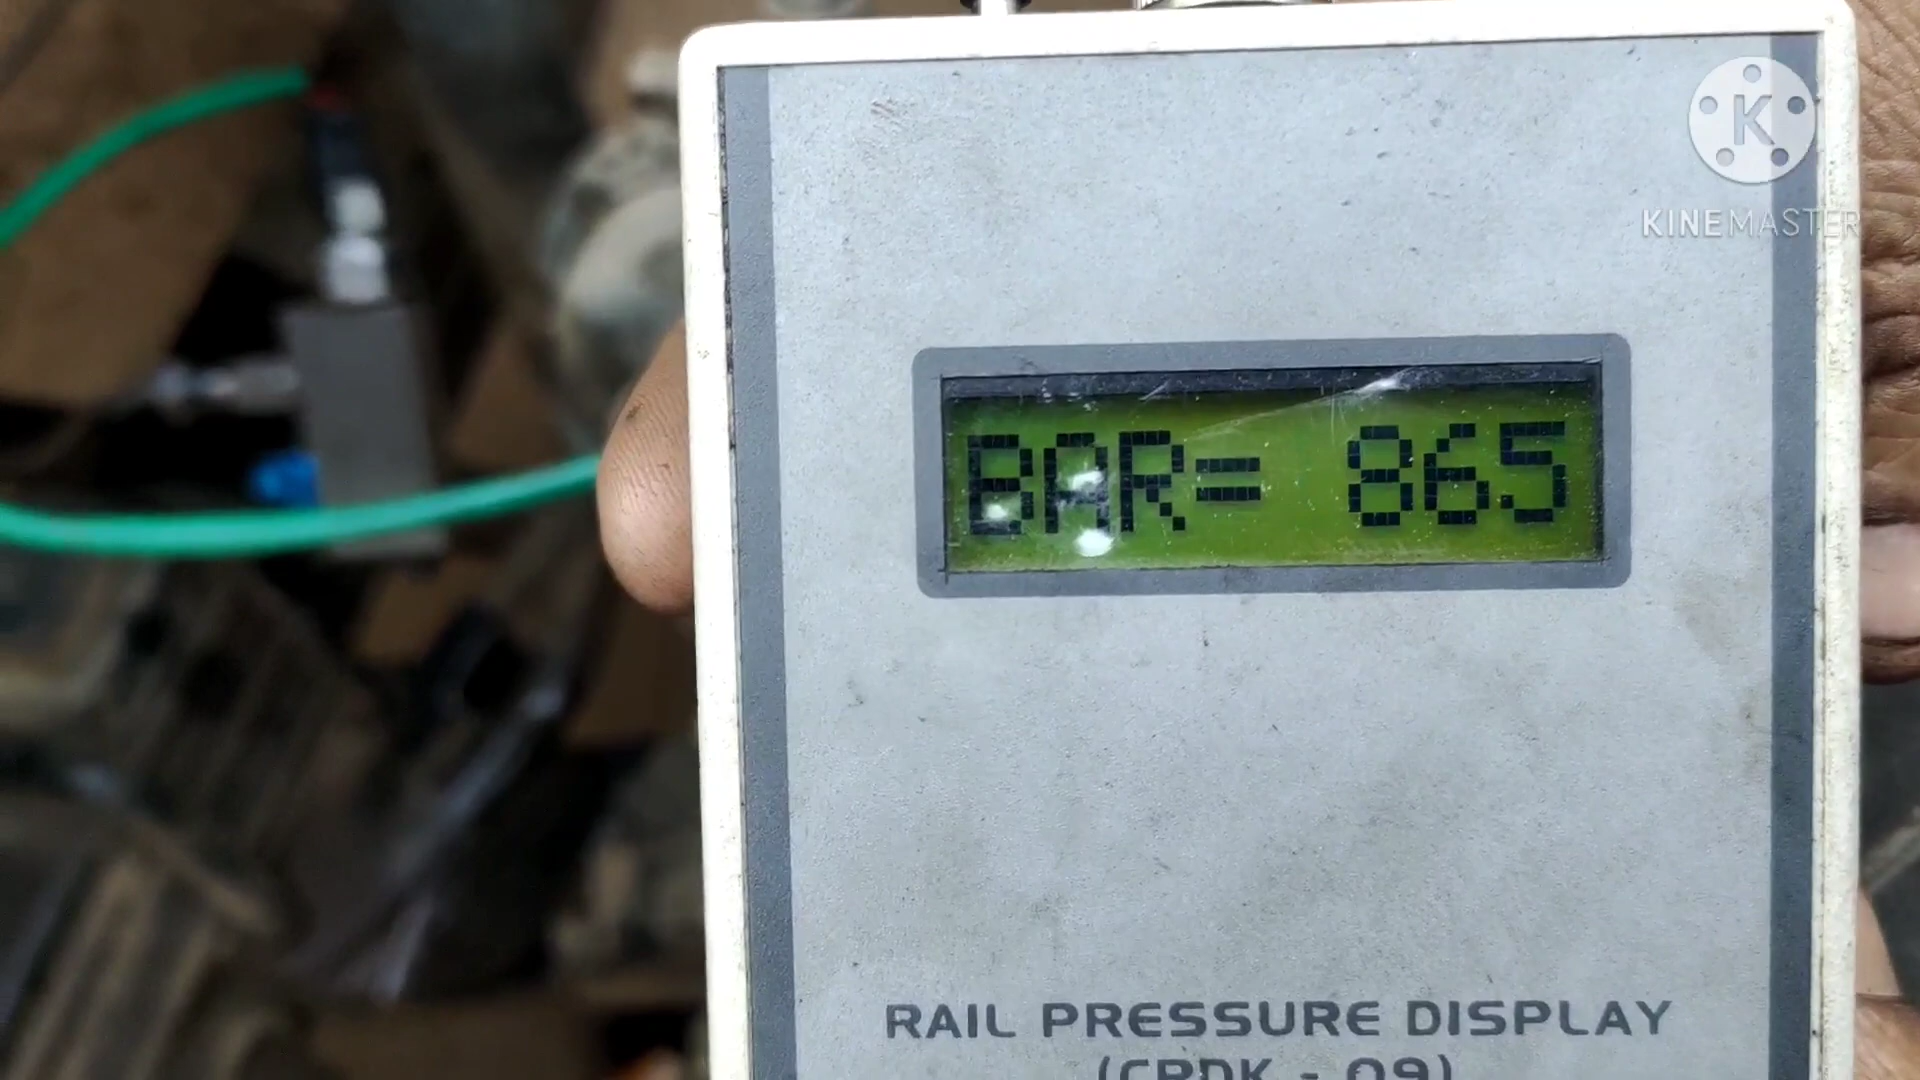 K
KINEMASTER
BAR= 865
RAIL PRESSURE DISPLAY
(CRDK - 09)